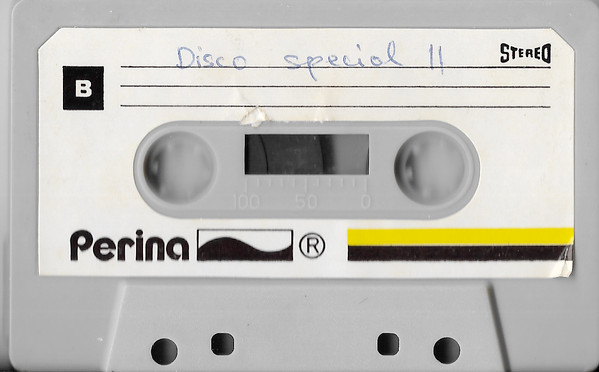 Disco special 11
STEREO
B
100 50 0
Perina ®